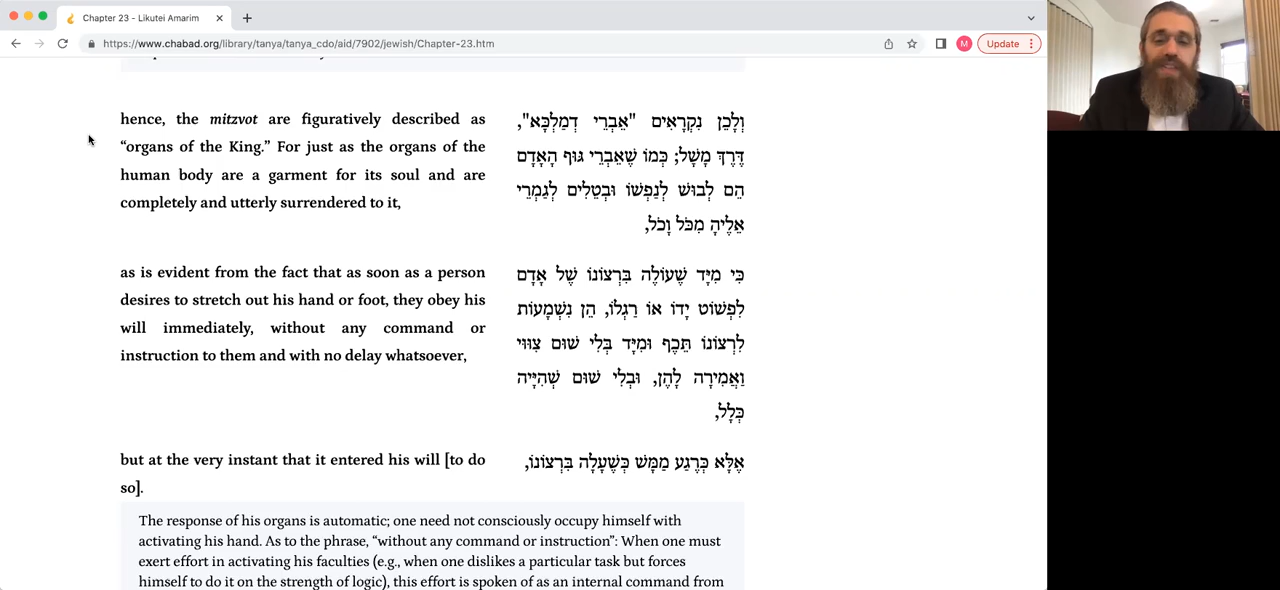 Chapter 23 - Likutei Amarim
https://www.chabad.org/library/tanya/tanya_cdo/aid/7902/jewish/Chapter-23.htm
M
Update
hence, the mitzvot are figuratively described as
“organs of the King.” For just as the organs of the
human body are a garment for its soul and are
completely and utterly surrendered to it,
וְלָכֵן נִקְרָאִים "אֵבְרֵי דְמַלְכָּא",
דֶּרֶךְ מָשָׁל; כְּמוֹ שֶׁאֵבְרֵי גּוּף הָאָדָם
הֵם לְבוּשׁ לְנַפְשׁוֹ וּבְטֵלִים לְגַמְרֵי
אֵלֶיהָ מִכֹּל וָכֹל,
as is evident from the fact that as soon as a person
desires to stretch out his hand or foot, they obey his
will immediately, without any command or
instruction to them and with no delay whatsoever,
כִּי מִיָּד שֶׁעוֹלֶה בִּרְצוֹנוֹ שֶׁל אָדָם
לִפְשׁוֹט יָדוֹ אוֹ רַגְלוֹ, הֵן נִשְׁמָעוֹת
לִרְצוֹנוֹ תֵּכֶף וּמִיָּד בְּלִי שׁוּם צִוּוּי
וַאֲמִירָה לָהֶן, וּבְלִי שׁוּם שְׁהִיָּיה
כְּלָל,
but at the very instant that it entered his will [to do
so].
אֶלָּא כְּרֶגַע מַמָּשׁ כְּשֶׁעָלָה בִּרְצוֹנוֹ,
The response of his organs is automatic; one need not consciously occupy himself with
activating his hand. As to the phrase, “without any command or instruction”: When one must
exert effort in activating his faculties (e.g., when one dislikes a particular task but forces
himself to do it on the strength of logic), this effort is spoken of as an internal command from